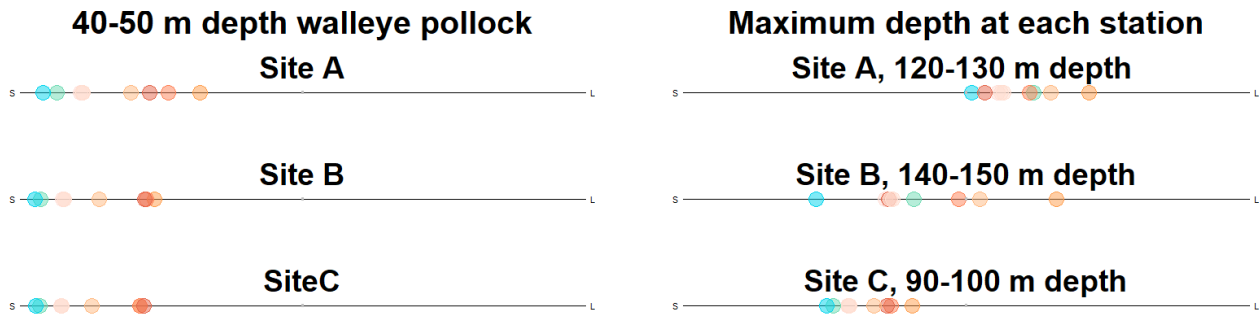 40-50 m depth walleye pollock
Site A
S L
Site B
S L
SiteC
S L
Maximum depth at each station
Site A, 120-130 m depth
S L
Site B, 140-150 m depth
S L
Site C, 90-100 m depth
S L